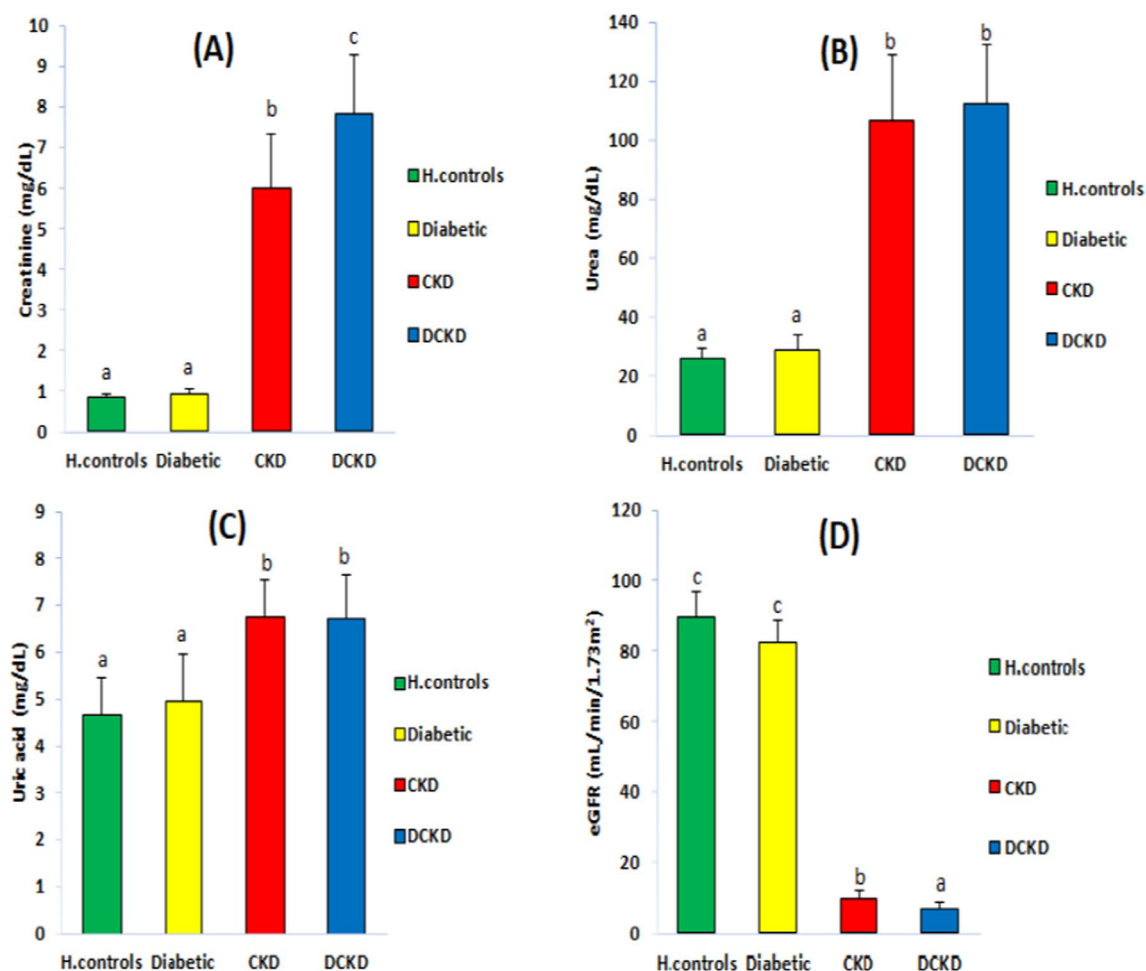 (A)
Creatinine (mg/dL)
10
9
8
7
6
5
4
3
2
1
0
a
a
b
c
H.controls
Diabetic
CKD
DCKD
H.controls Diabetic CKD DCKD
(B)
Urea (mg/dL)
140
120
100
80
60
40
20
0
a
a
b
b
H.controls
Diabetic
CKD
DCKD
H.controls Diabetic CKD DCKD
(C)
Uric acid (mg/dL)
9
8
7
6
5
4
3
2
1
0
a
a
b
b
H.controls
Diabetic
CKD
DCKD
H.controls Diabetic CKD DCKD
(D)
eGFR (mL/min/1.73m²)
120
100
80
60
40
20
0
c
c
b
a
H.controls
Diabetic
CKD
DCKD
H.controls Diabetic CKD DCKD